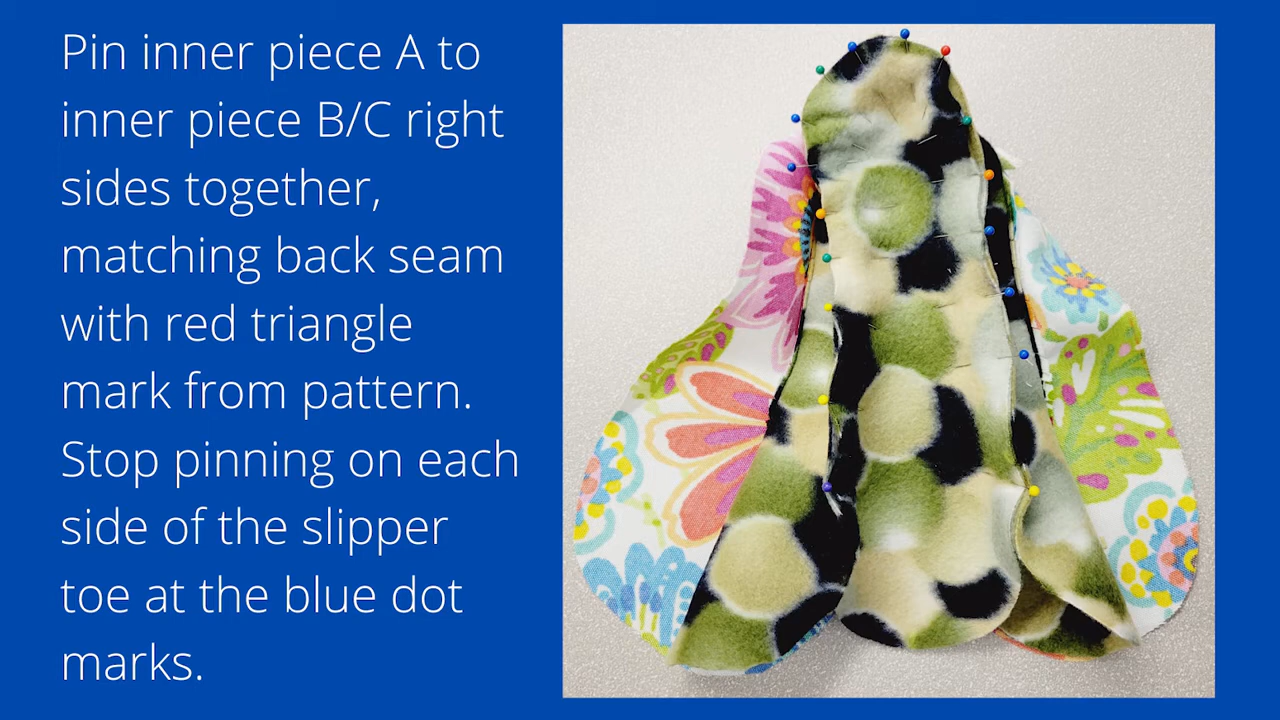 Pin inner piece A to
inner piece B/C right
sides together,
matching back seam
with red triangle
mark from pattern.
Stop pinning on each
side of the slipper
toe at the blue dot
marks.